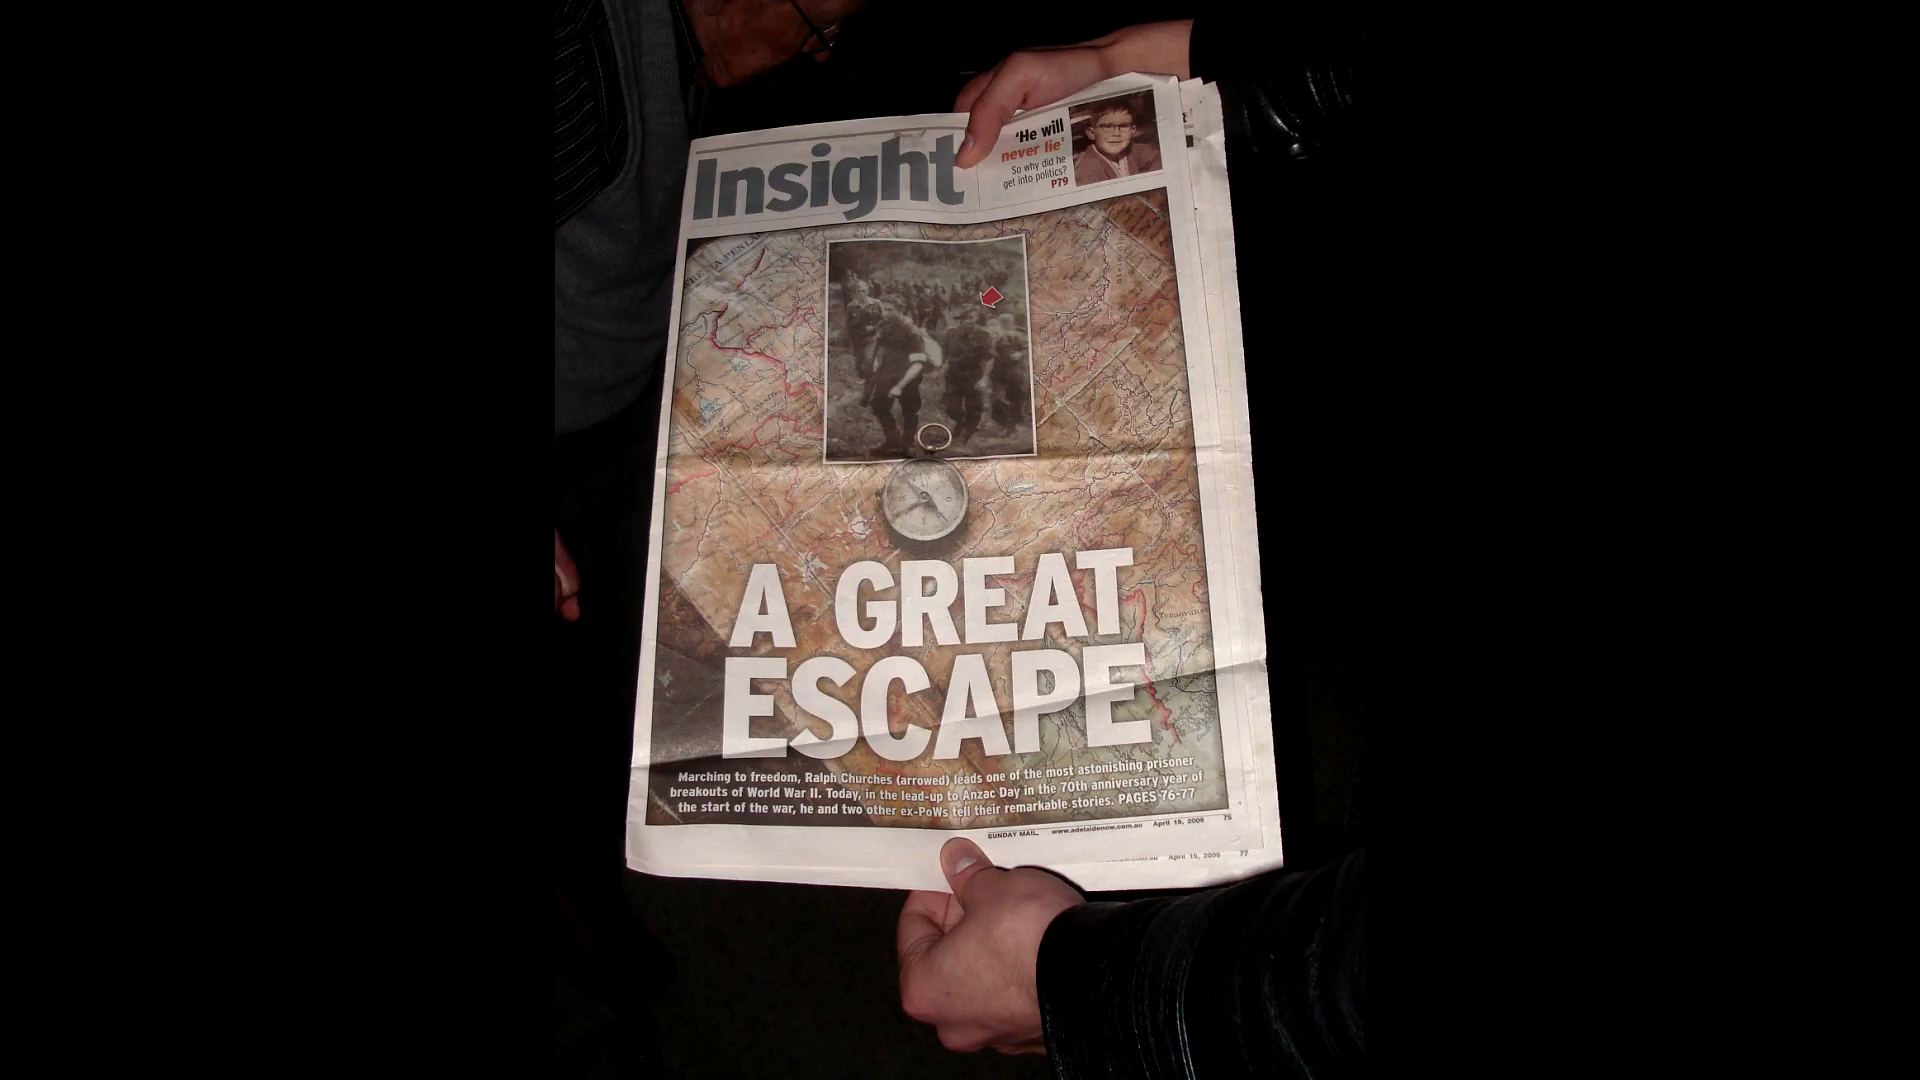 Insight
'He will
never lie'
So why did he
get into politics?
P79
A GREAT
ESCAPE
Marching to freedom, Ralph Churches (arrowed) leads one of the most astonishing prisoner
breakouts of World War II. Today, in the lead-up to Anzac Day in the 70th anniversary year of
the start of the war, he and two other ex-PoWs tell their remarkable stories. PAGES 76-77
SUNDAY MAIL, www.adelaidenow.com.au April 19, 2009 75
April 19, 2009 77